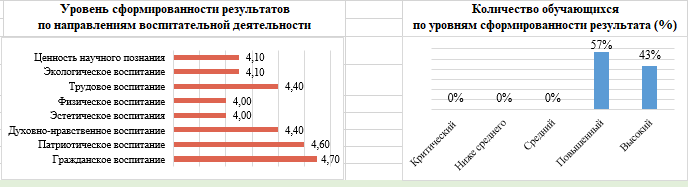 Уровень сформированности результатов
по направлениям воспитательной деятельности
Ценность научного познания 4,10
Экологическое воспитание 4,10
Трудовое воспитание 4,40
Физическое воспитание 4,00
Эстетическое воспитания 4,00
Духовно-нравственное воспитание 4,40
Патриотическое воспитание 4,60
Гражданское воспитание 4,70
Количество обучающихся
по уровням сформированности результата (%)
0% 0% 0% 57% 43%
Критический Ниже среднего Средний Повышенный Высокий